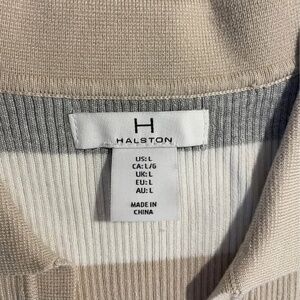 H
HALSTON
US: L
CA: L/G
UK: L
EU: L
AU: L
MADE IN
CHINA